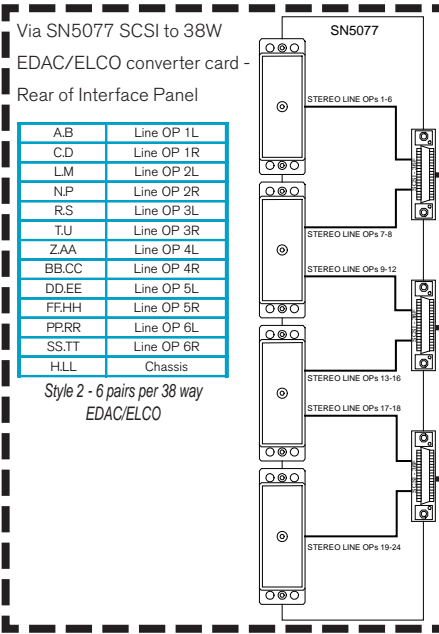 Via SN5077 SCSI to 38W
EDAC/ELCO converter card -
Rear of Interface Panel
A.B Line OP 1L
C.D Line OP 1R
L.M Line OP 2L
N.P Line OP 2R
R.S Line OP 3L
T.U Line OP 3R
Z.AA Line OP 4L
BB.CC Line OP 4R
DD.EE Line OP 5L
FF.HH Line OP 5R
PP.RR Line OP 6L
SS.TT Line OP 6R
H.LL Chassis
Style 2 - 6 pairs per 38 way
EDAC/ELCO
SN5077
STEREO LINE OPs 1-6
STEREO LINE OPs 7-8
STEREO LINE OPs 9-12
STEREO LINE OPs 13-16
STEREO LINE OPs 17-18
STEREO LINE OPs 19-24